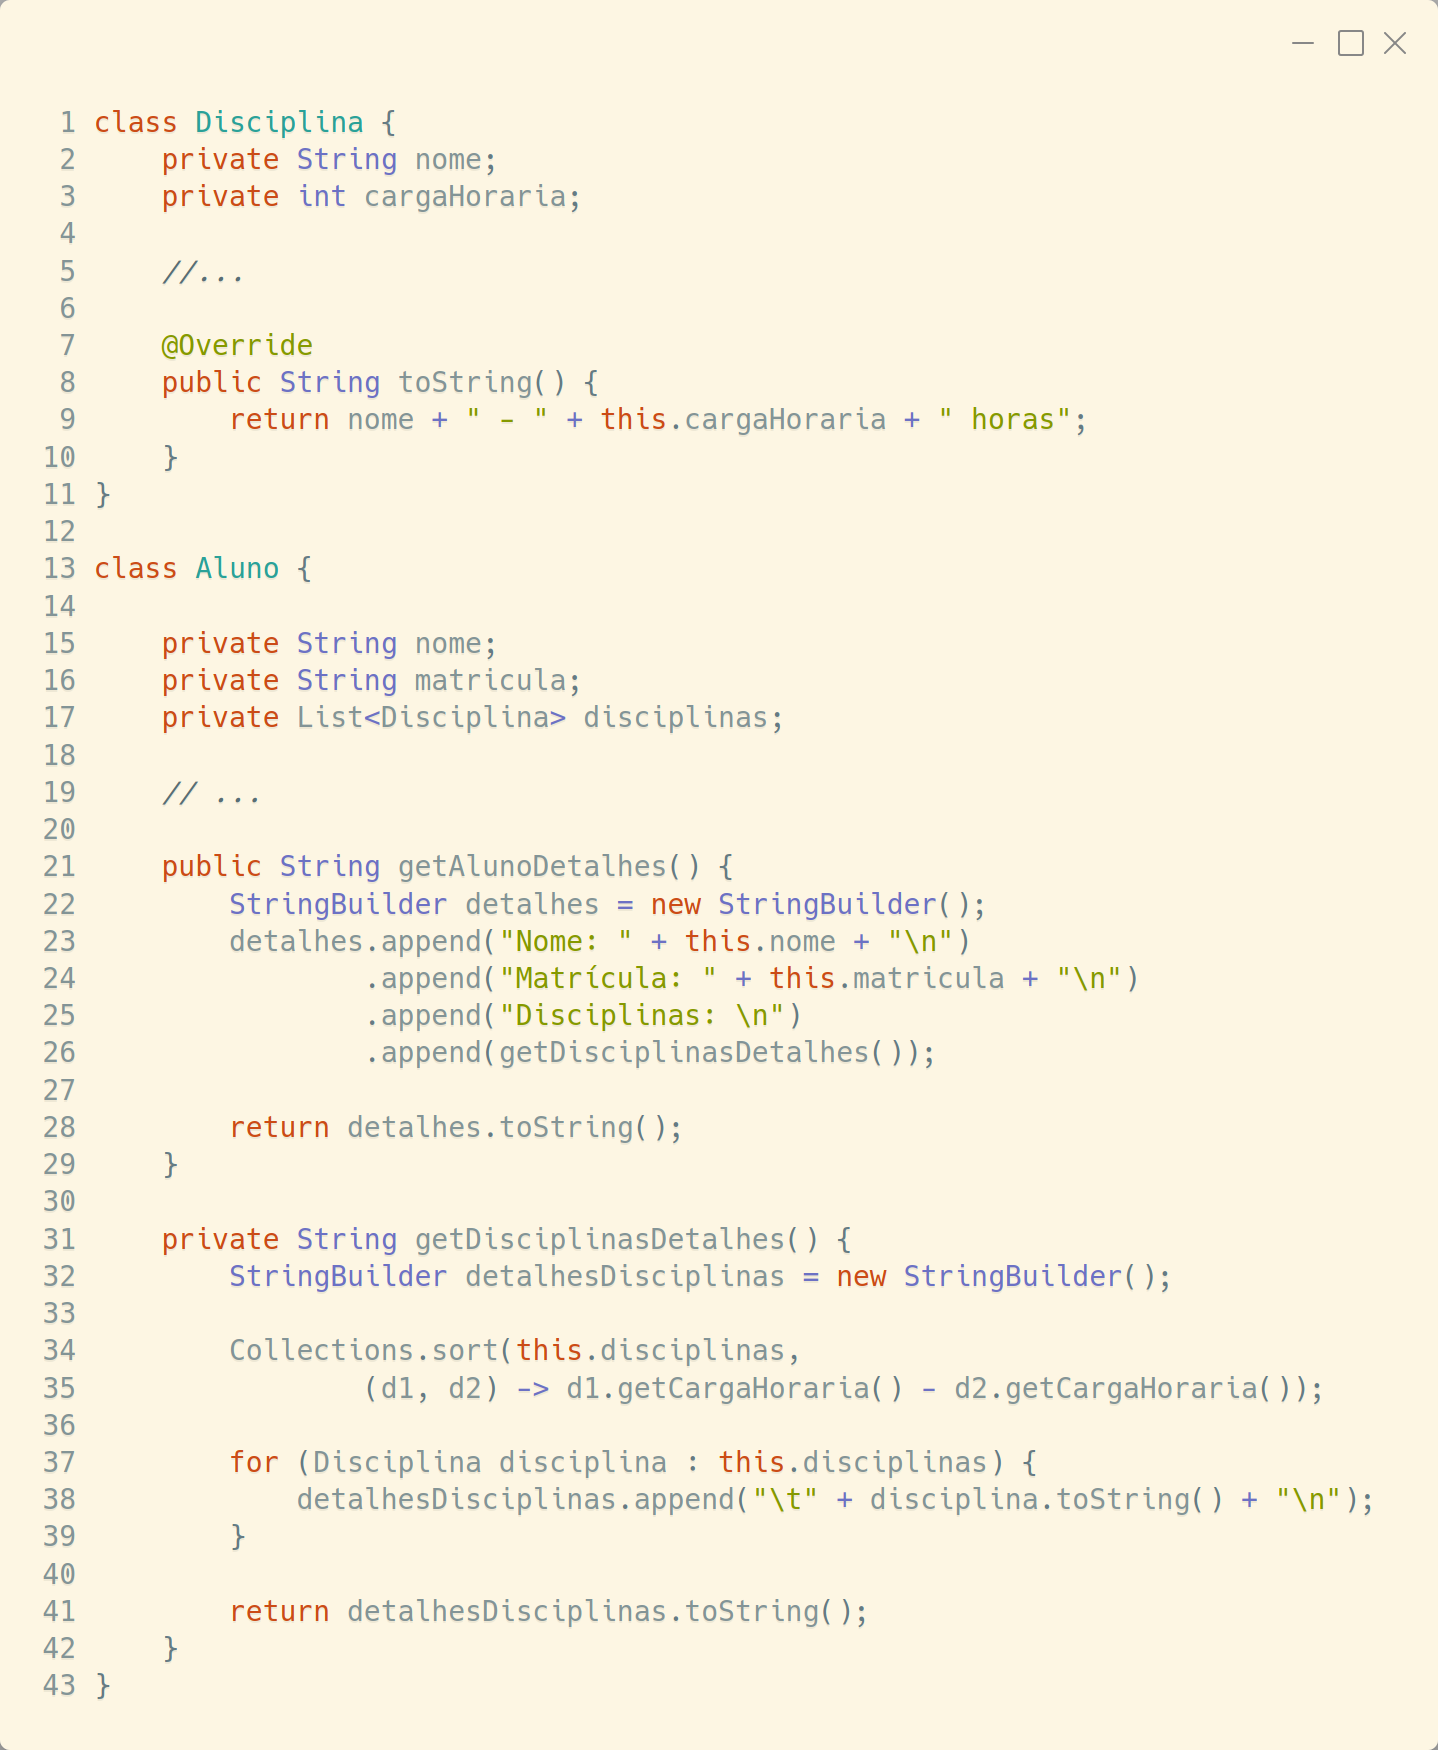 1 class Disciplina {
2     private String nome;
3     private int cargaHoraria;
4
5     //...
6
7     @Override
8     public String toString() {
9         return nome + " - " + this.cargaHoraria + " horas";
10     }
11 }
12
13 class Aluno {
14
15     private String nome;
16     private String matricula;
17     private List<Disciplina> disciplinas;
18
19     // ...
20
21     public String getAlunoDetalhes() {
22         StringBuilder detalhes = new StringBuilder();
23         detalhes.append("Nome: " + this.nome + "\n")
24                 .append("Matrícula: " + this.matricula + "\n")
25                 .append("Disciplinas: \n")
26                 .append(getDisciplinasDetalhes());
27
28         return detalhes.toString();
29     }
30
31     private String getDisciplinasDetalhes() {
32         StringBuilder detalhesDisciplinas = new StringBuilder();
33
34         Collections.sort(this.disciplinas,
35                 (d1, d2) -> d1.getCargaHoraria() - d2.getCargaHoraria());
36
37         for (Disciplina disciplina : this.disciplinas) {
38             detalhesDisciplinas.append("\t" + disciplina.toString() + "\n");
39         }
40
41         return detalhesDisciplinas.toString();
42     }
43 }